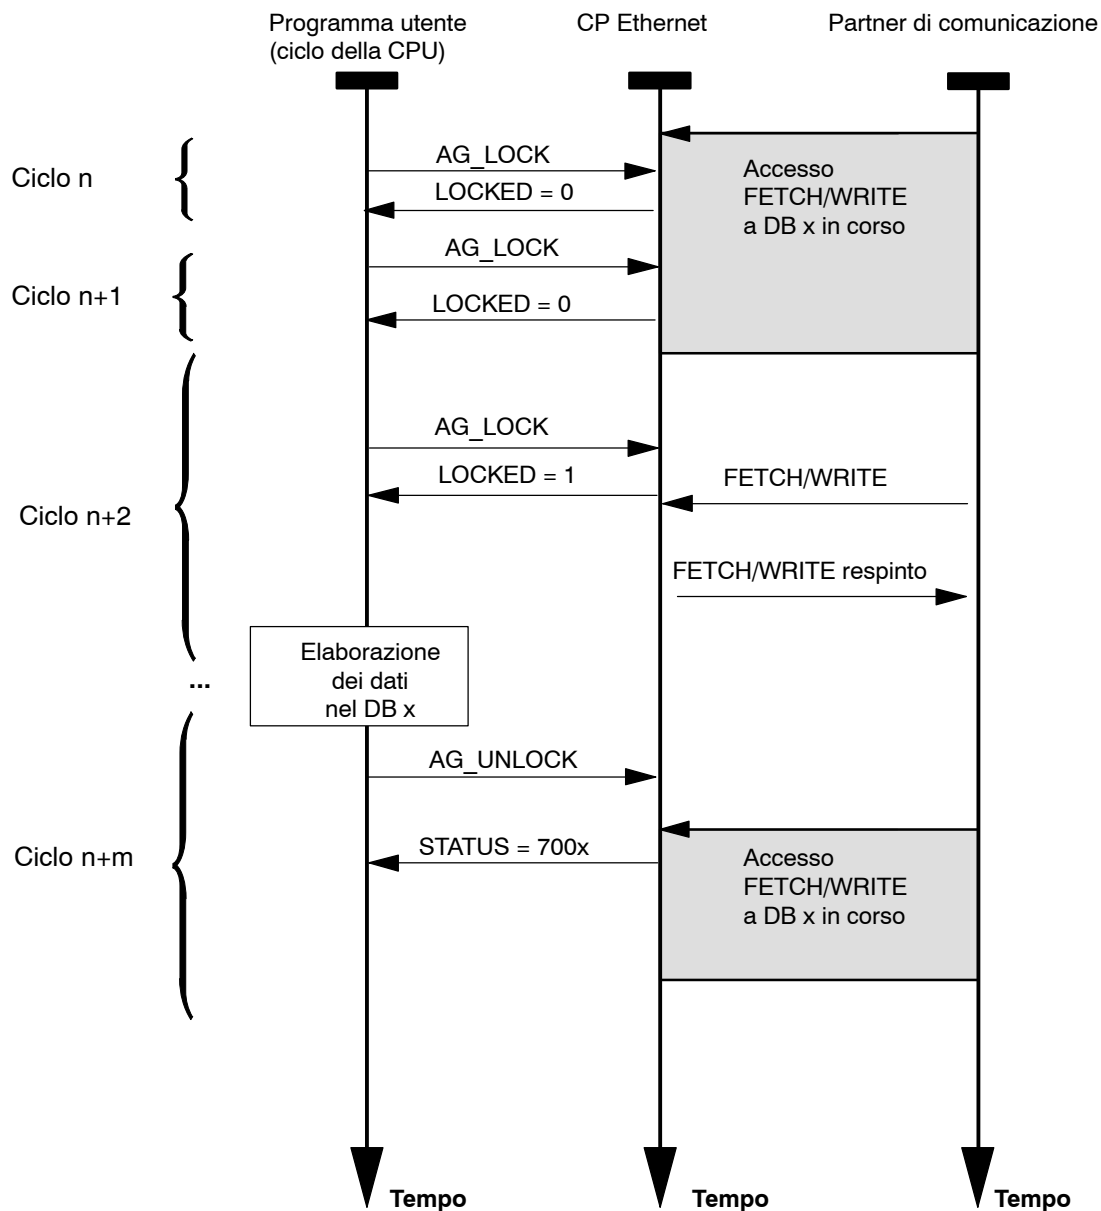 Programma utente
(ciclo della CPU)
CP Ethernet
Partner di comunicazione
Ciclo n
AG_LOCK
LOCKED = 0
Accesso
FETCH/WRITE
a DB x in corso
Ciclo n+1
AG_LOCK
LOCKED = 0
Ciclo n+2
AG_LOCK
LOCKED = 1
FETCH/WRITE
FETCH/WRITE respinto
...
Elaborazione
dei dati
nel DB x
Ciclo n+m
AG_UNLOCK
STATUS = 700x
Accesso
FETCH/WRITE
a DB x in corso
Tempo
Tempo
Tempo